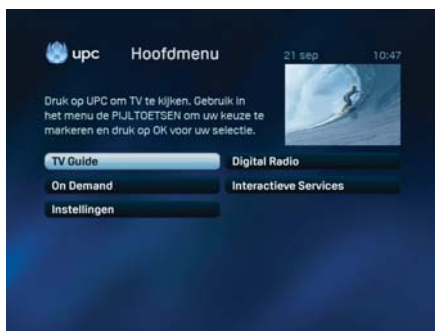 upc Hoofdmenu 21 sep 10:47
Druk op UPC om TV te kijken. Gebruik in
het menu de PIJLTOETSEN om uw keuze te
markeren en druk op OK voor uw
selectie.
TV Guide Digital Radio
On Demand Interactieve Services
Instellingen